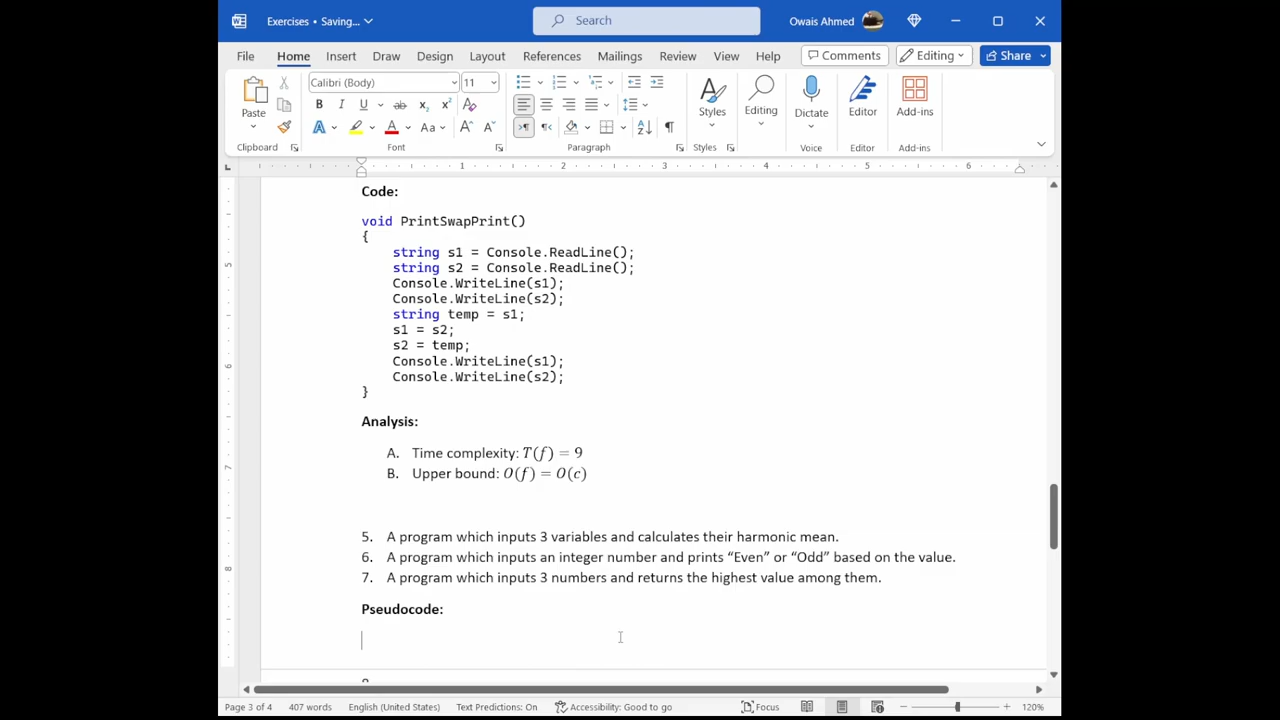 Exercises • Saving...
Search
Owais Ahmed
File Home Insert Draw Design Layout References Mailings Review View Help Comments Editing Share
Calibri (Body) 11
Paste
Styles
Editing
Dictate
Editor
Add-ins
Clipboard Font Paragraph Styles Voice Editor Add-ins
1 2 3 4 5 6
Code:
void PrintSwapPrint()
{
string s1 = Console.ReadLine();
string s2 = Console.ReadLine();
Console.WriteLine(s1);
Console.WriteLine(s2);
string temp = s1;
s1 = s2;
s2 = temp;
Console.WriteLine(s1);
Console.WriteLine(s2);
}
Analysis:
A. Time complexity: T(f) = 9
B. Upper bound: O(f) = O(c)
5. A program which inputs 3 variables and calculates their harmonic mean.
6. A program which inputs an integer number and prints “Even” or “Odd” based on the value.
7. A program which inputs 3 numbers and returns the highest value among them.
Pseudocode:
Page 3 of 4 407 words English (United States) Text Predictions: On Accessibility: Good to go Focus 120%